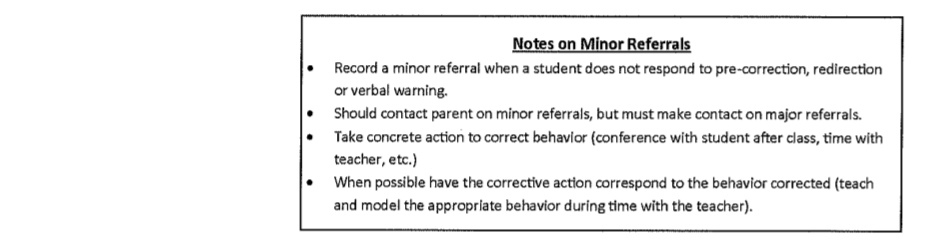 Notes on Minor Referrals
• Record a minor referral when a student does not respond to pre-correction, redirection
or verbal warning.
• Should contact parent on minor referrals, but must make contact on major referrals.
• Take concrete action to correct behavior (conference with student after class, time with
teacher, etc.)
• When possible have the corrective action correspond to the behavior corrected (teach
and model the appropriate behavior during time with the teacher).